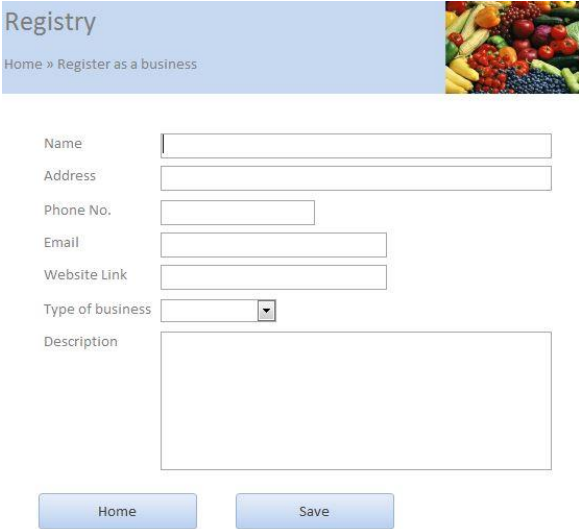 Registry
Home » Register as a business
Name
Address
Phone No.
Email
Website Link
Type of business
Description
Home Save